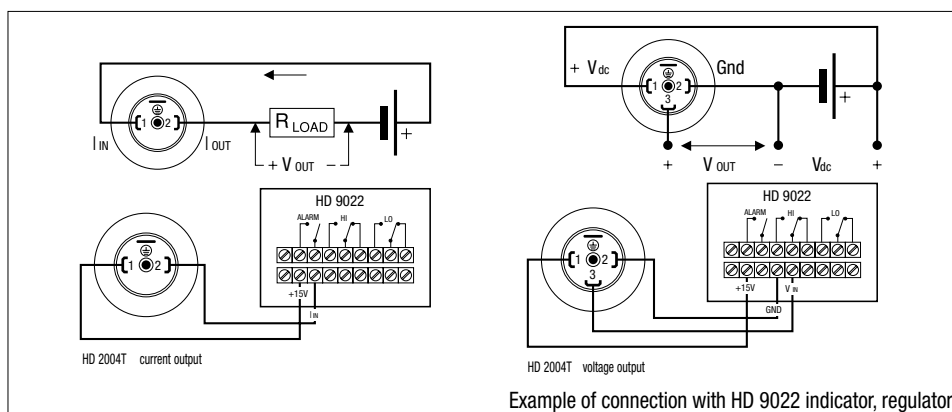 1 2
I IN I OUT
R LOAD
+
+ V OUT −
+ Vdc Gnd
1 2
3
+
+ V OUT − Vdc +
HD 9022
ALARM HI LO
1 2
+15V
I IN
HD 2004T current output
HD 9022
ALARM HI LO
1 2
3
+15V V IN
GND
HD 2004T voltage output
Example of connection with HD 9022 indicator, regulator